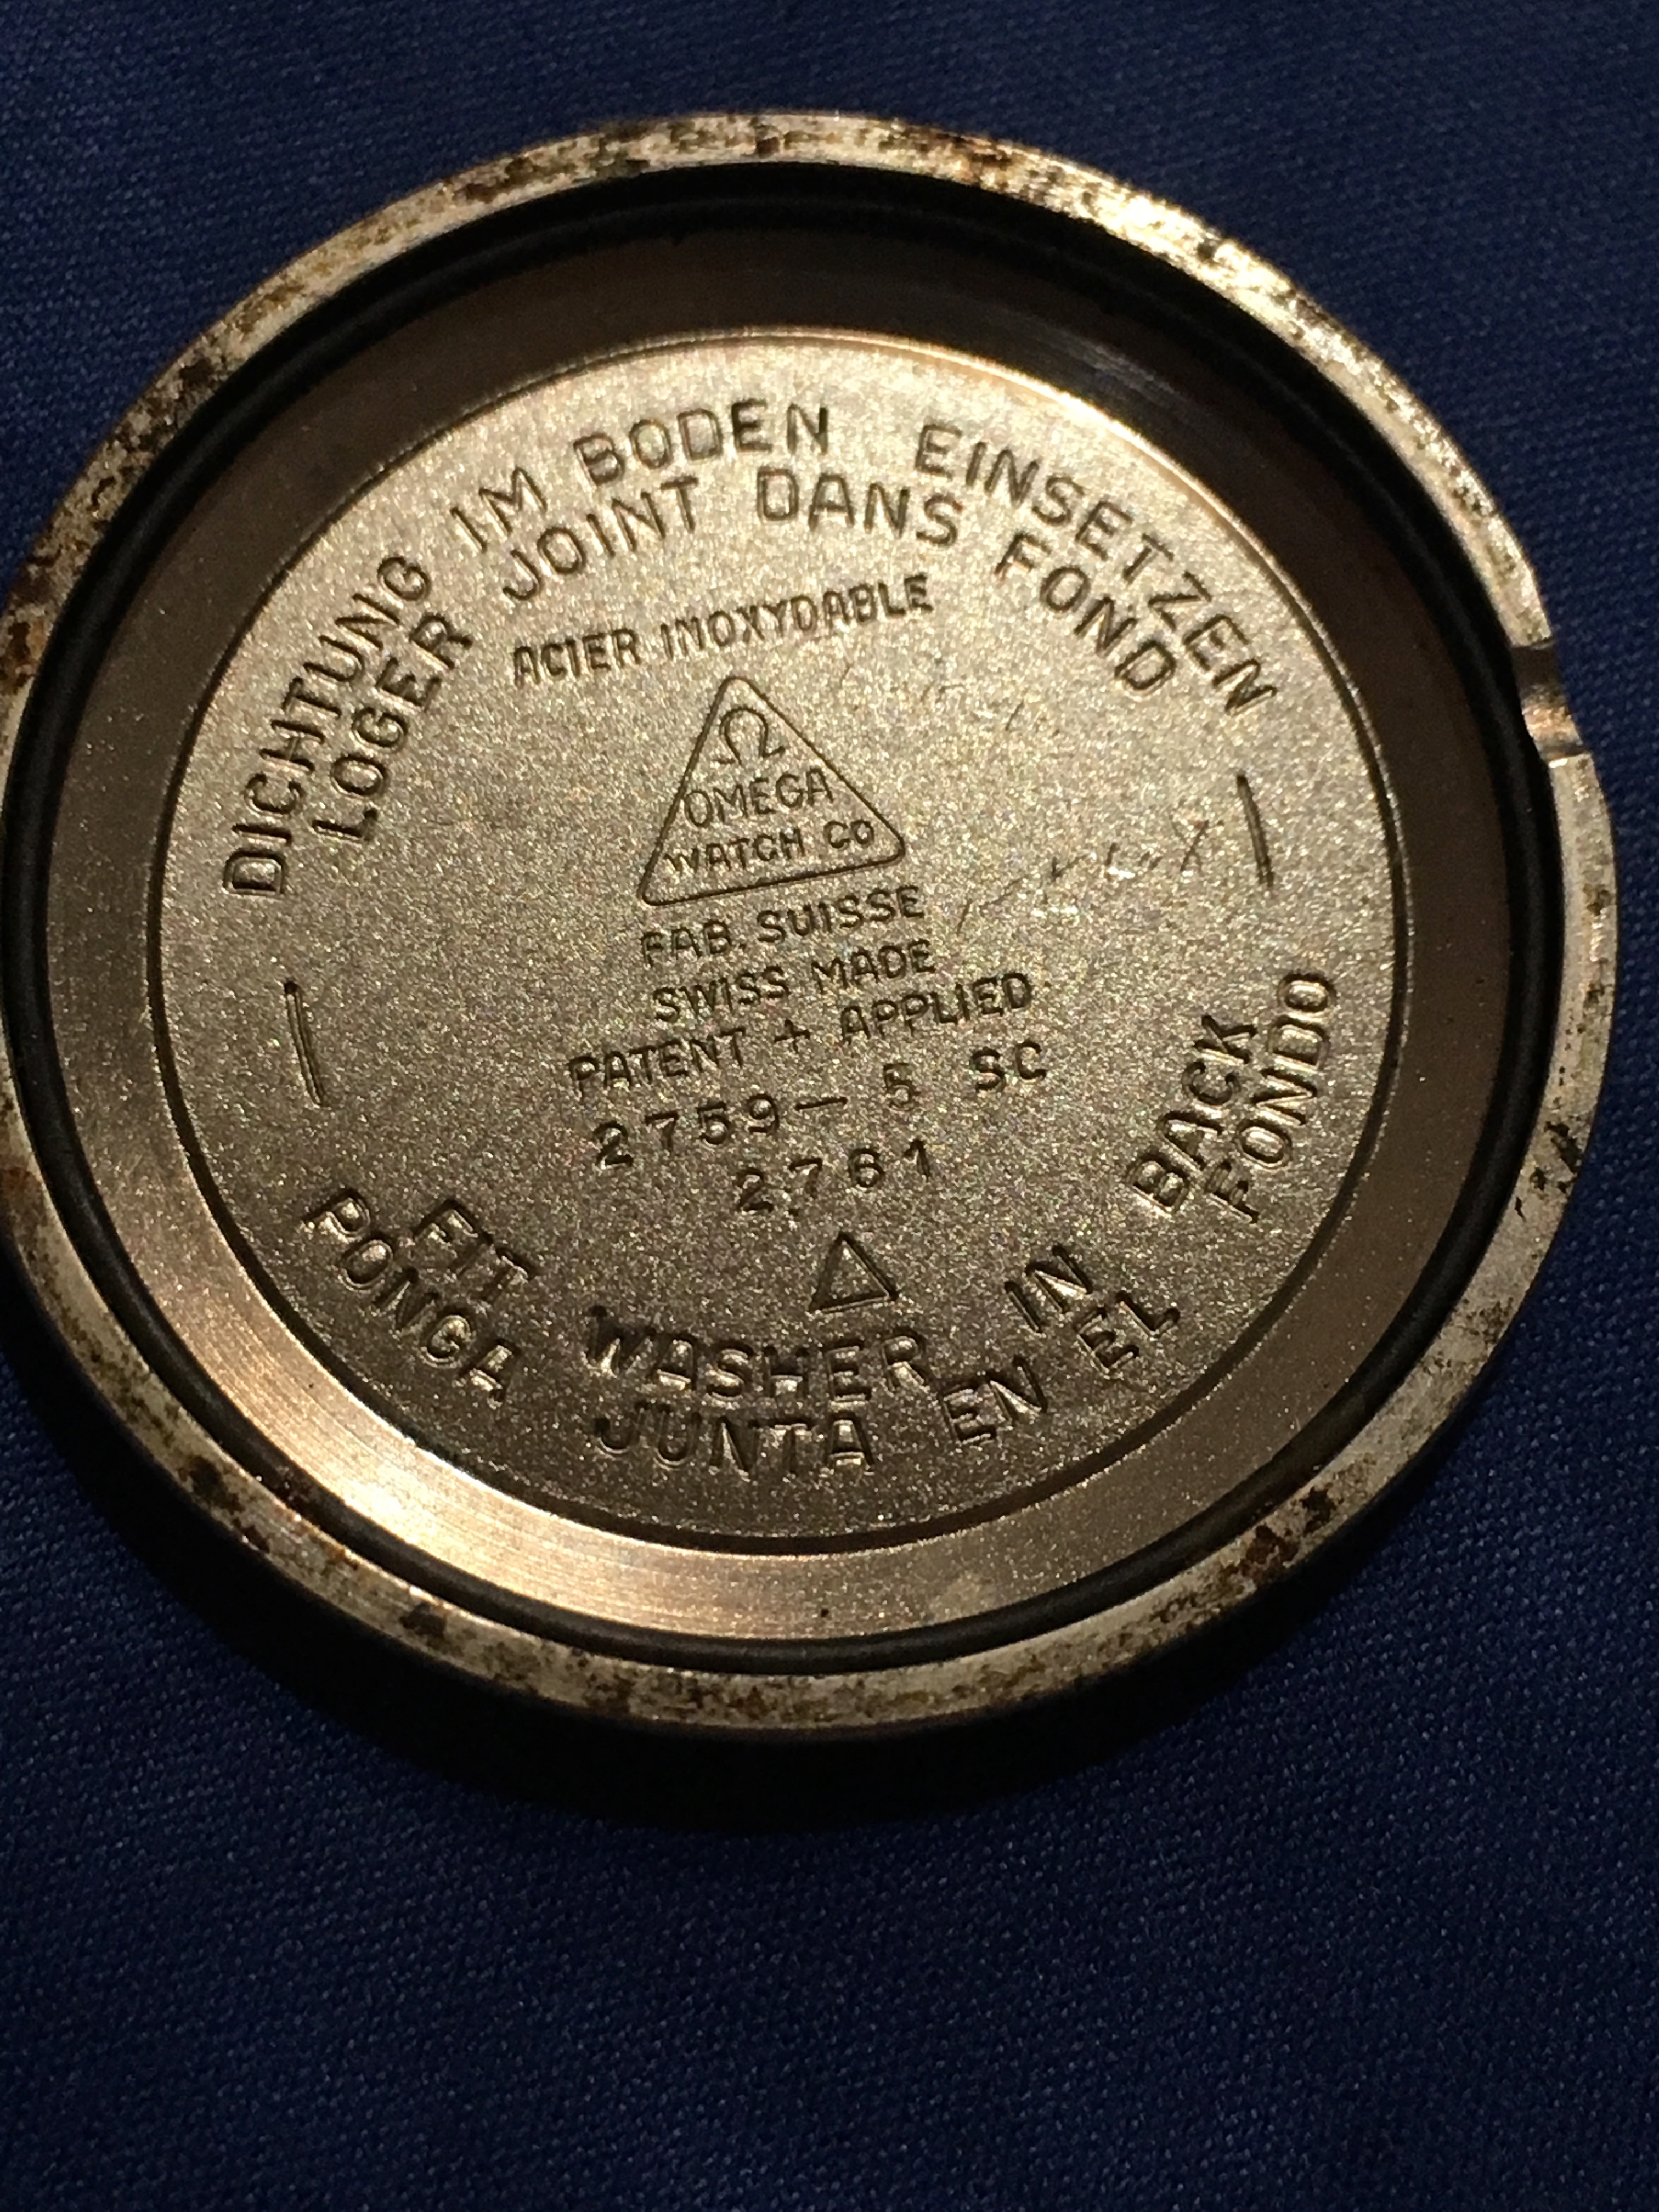 DICHTUNG IM BODEN EINSETZEN
LOGER JOINT DANS FOND
ACIER INOXYDABLE
Ω
OMEGA
WATCH CO
FAB. SUISSE
SWISS MADE
PATENT + APPLIED
2759 - 5 SC
2761
FIT WASHER IN BACK
PONGA JUNTA EN EL FONDO